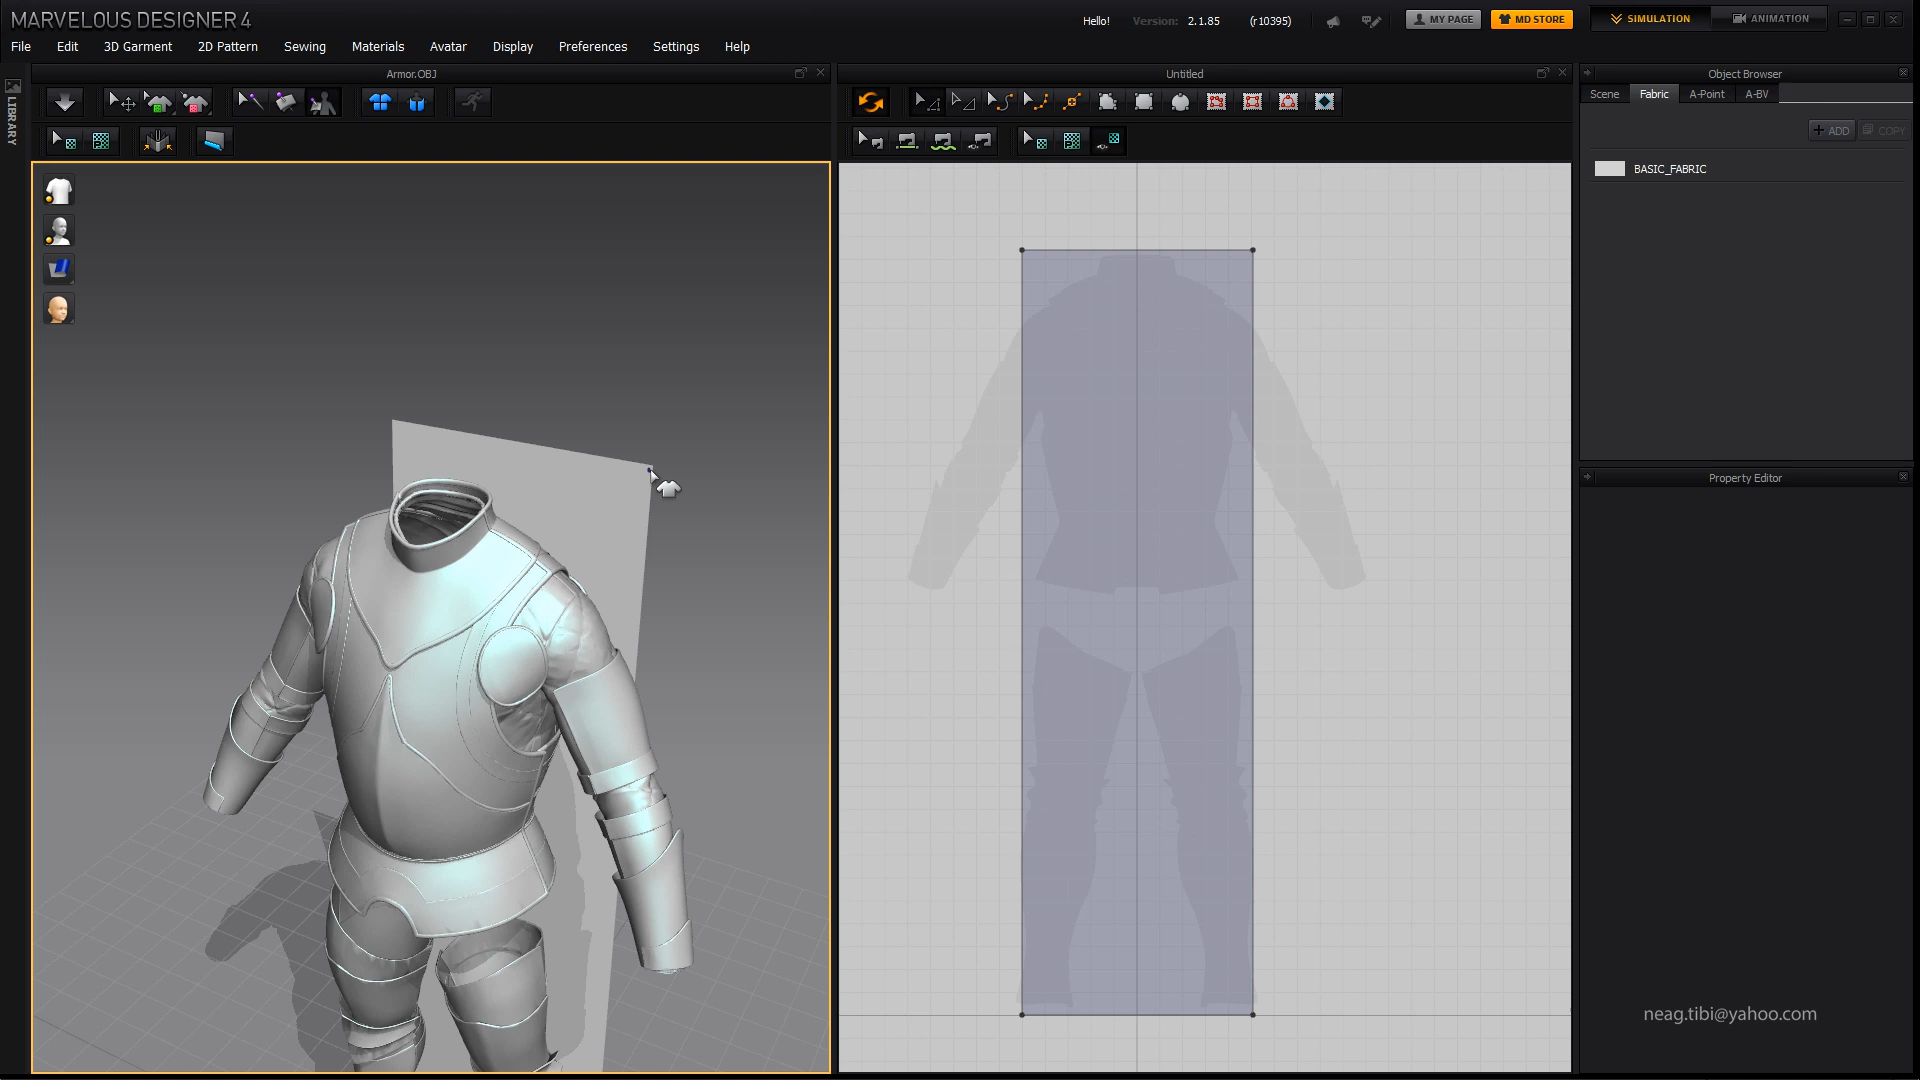 MARVELOUS DESIGNER 4
Hello!
Version: 2.1.85 (r10395)
MY PAGE
MD STORE
SIMULATION
ANIMATION
File Edit 3D Garment 2D Pattern Sewing Materials Avatar Display Preferences Settings Help
LIBRARY
Armor.OBJ
Untitled
Object Browser
Scene Fabric A-Point A-BV
+ ADD
COPY
BASIC_FABRIC
Property Editor
neag.tibi@yahoo.com